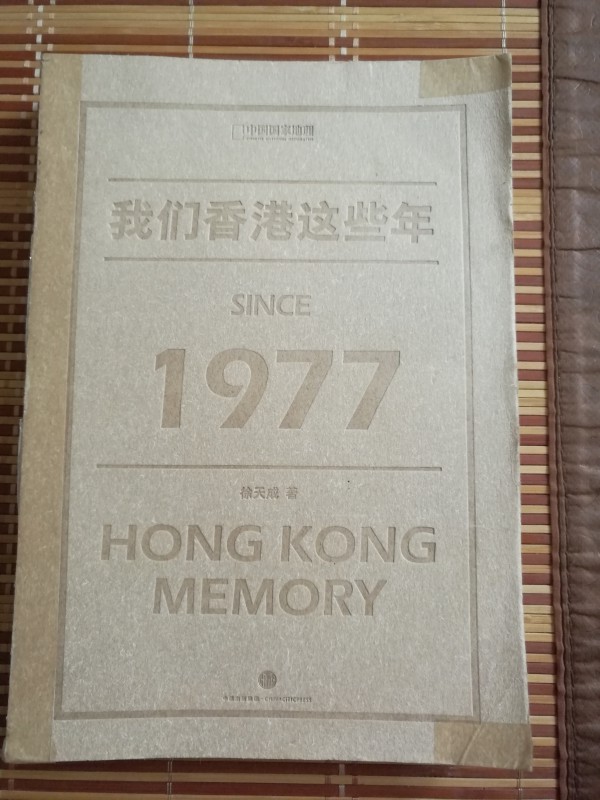 中国国家地理
我们香港这些年
SINCE
1977
徐天成 著
HONG KONG
MEMORY